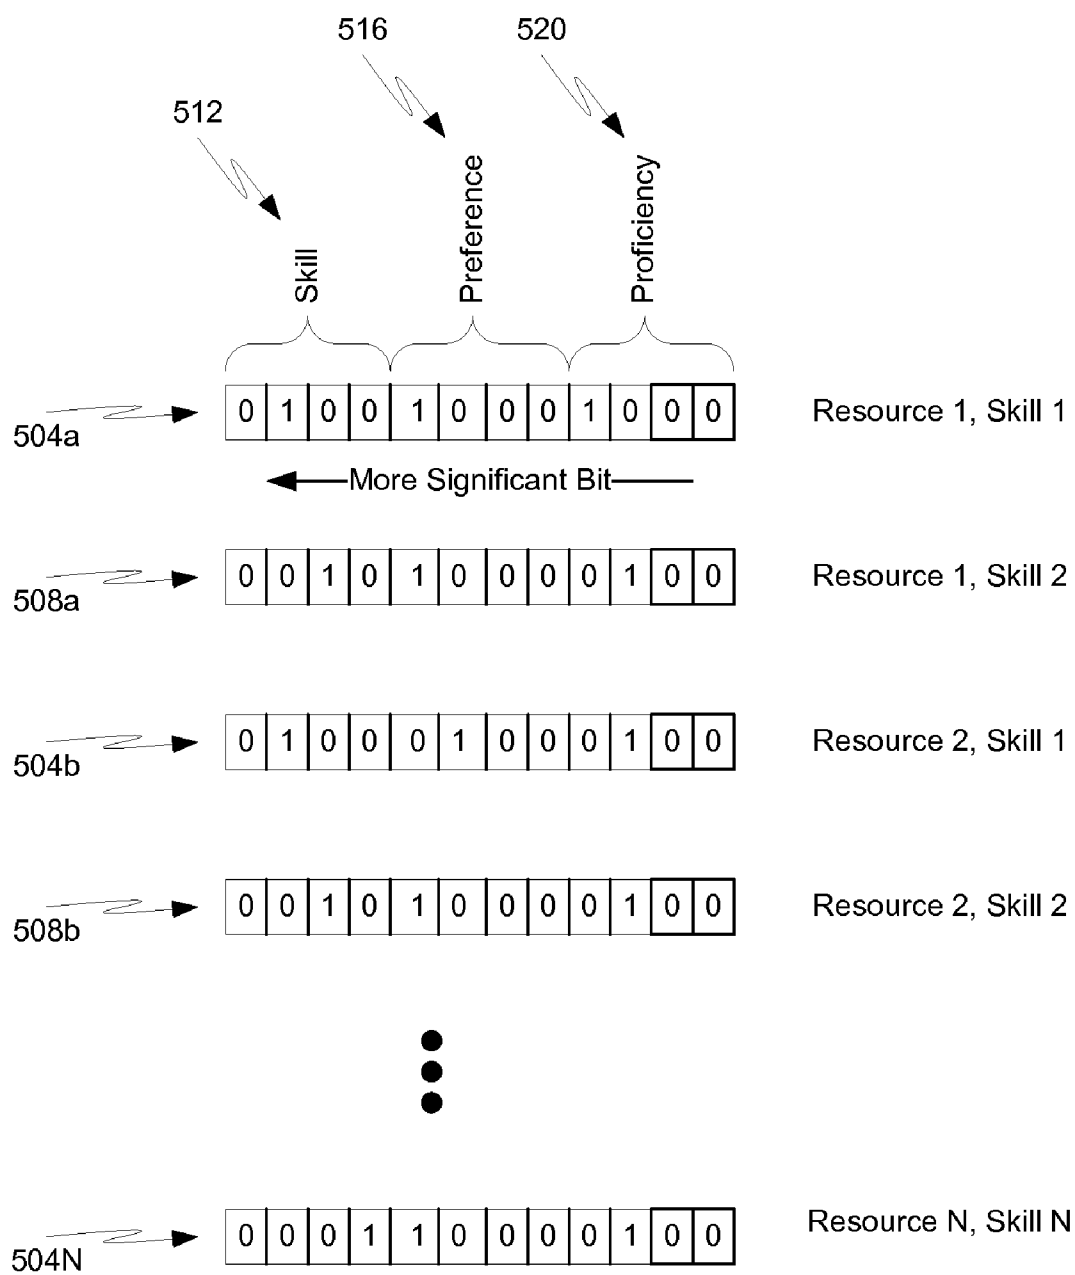 516
520
512
Skill
Preference
Proficiency
504a
0 1 0 0 1 0 0 0 1 0 0 0
Resource 1, Skill 1
More Significant Bit
508a
0 0 1 0 1 0 0 0 0 1 0 0
Resource 1, Skill 2
504b
0 1 0 0 0 1 0 0 0 1 0 0
Resource 2, Skill 1
508b
0 0 1 0 1 0 0 0 0 1 0 0
Resource 2, Skill 2
504N
0 0 0 1 1 0 0 0 0 1 0 0
Resource N, Skill N